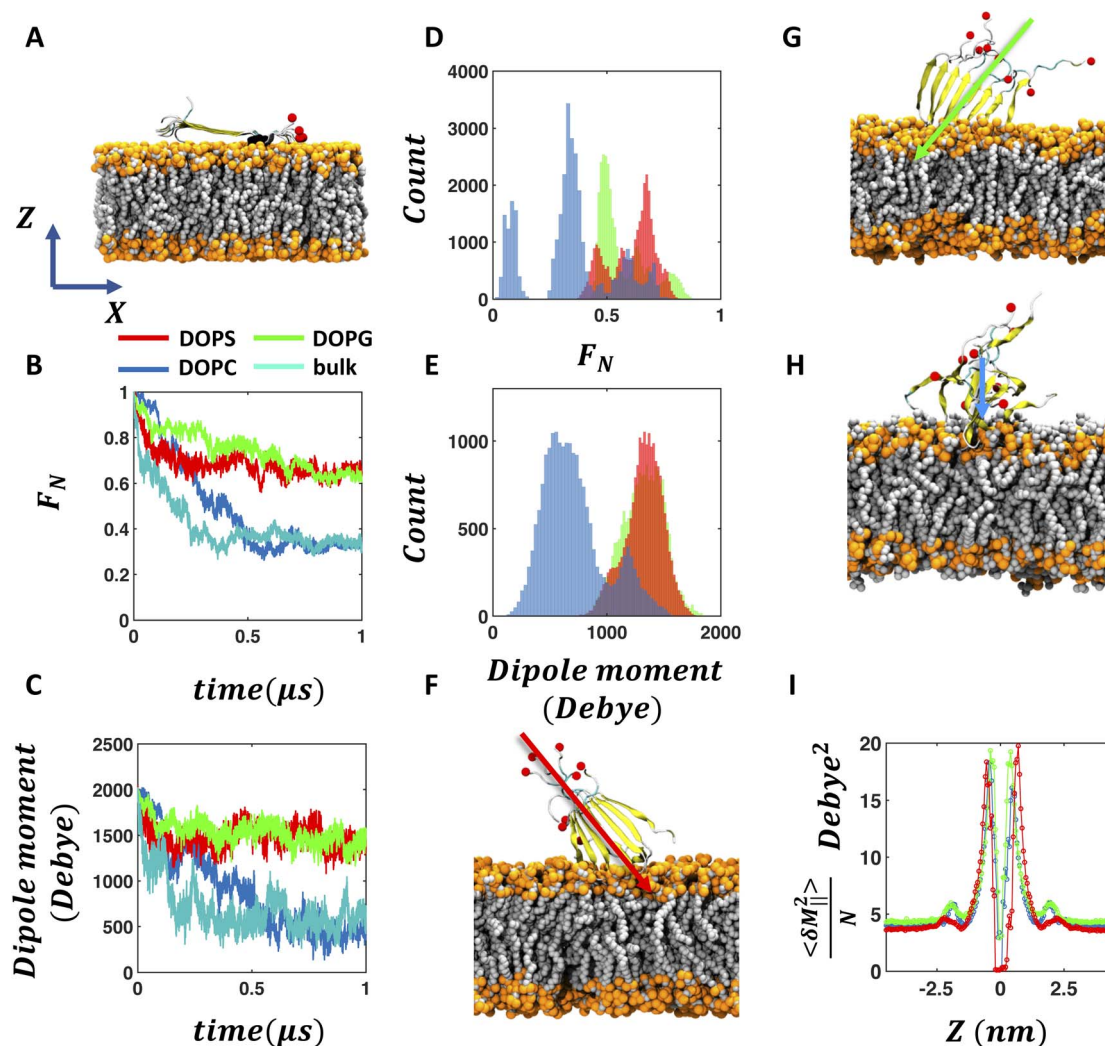 A
Z
X
DOPS
DOPG
DOPC
bulk
B
1
0.8
0.6
0.4
0.2
0
F_N
0
0.5
1
time(μs)
C
2500
2000
1500
1000
500
0
Dipole moment
(Debye)
0
0.5
1
time(μs)
D
4000
3000
2000
1000
0
Count
0
0.5
1
F_N
E
1000
500
0
Count
0
1000
2000
Dipole moment
(Debye)
F
G
H
I
20
15
10
5
0
<δM²_||>
N
Debye²
-2.5
0
2.5
Z (nm)